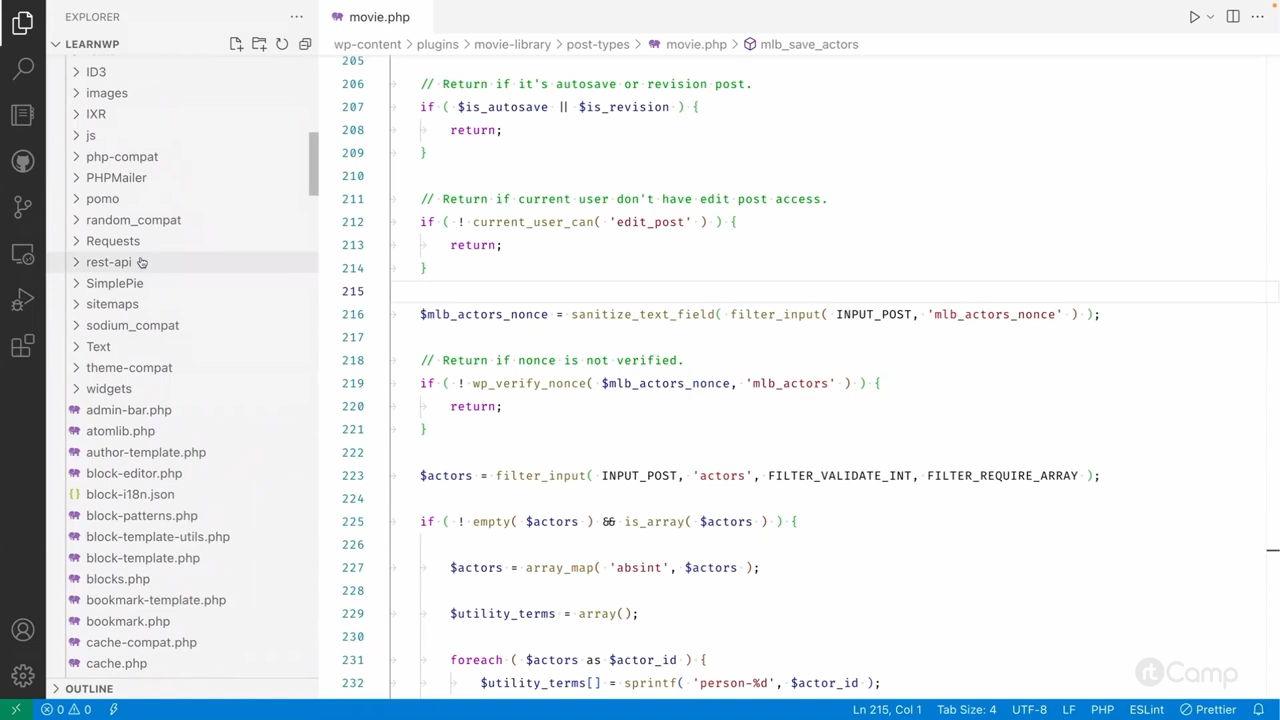 EXPLORER
movie.php
LEARNWP
wp-content > plugins > movie-library > post-types > movie.php > mlb_save_actors
ID3
images
IXR
js
php-compat
PHPMailer
pomo
random_compat
Requests
rest-api
SimplePie
sitemaps
sodium_compat
Text
theme-compat
widgets
admin-bar.php
atomlib.php
author-template.php
block-editor.php
block-i18n.json
block-patterns.php
block-template-utils.php
block-template.php
blocks.php
bookmark-template.php
bookmark.php
cache-compat.php
cache.php
OUTLINE
205
206 // Return if it's autosave or revision post.
207 if ( $is_autosave || $is_revision ) {
208 return;
209 }
210
211 // Return if current user don't have edit post access.
212 if ( ! current_user_can( 'edit_post' ) ) {
213 return;
214 }
215
216 $mlb_actors_nonce = sanitize_text_field( filter_input( INPUT_POST, 'mlb_actors_nonce' ) );
217
218 // Return if nonce is not verified.
219 if ( ! wp_verify_nonce( $mlb_actors_nonce, 'mlb_actors' ) ) {
220 return;
221 }
222
223 $actors = filter_input( INPUT_POST, 'actors', FILTER_VALIDATE_INT, FILTER_REQUIRE_ARRAY );
224
225 if ( ! empty( $actors ) && is_array( $actors ) ) {
226
227 $actors = array_map( 'absint', $actors );
228
229 $utility_terms = array();
230
231 foreach ( $actors as $actor_id ) {
232 $utility_terms[] = sprintf( 'person-%d', $actor_id );
rtCamp
0 0 Ln 215, Col 1 Tab Size: 4 UTF-8 LF PHP ESLint Prettier